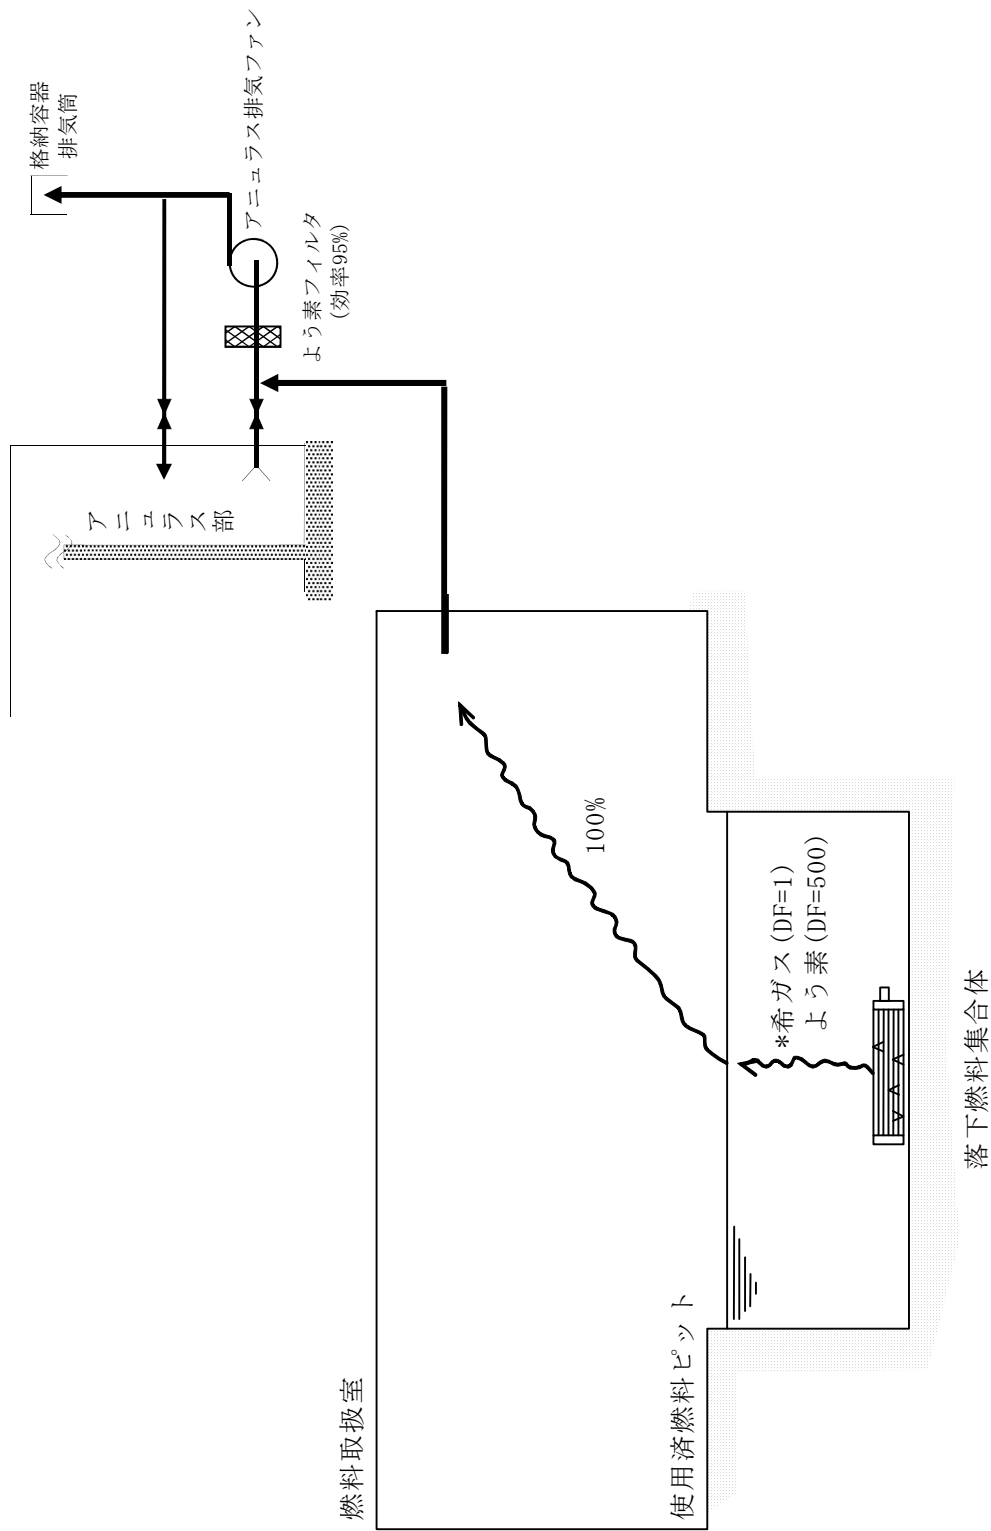 格納容器
排気筒
アニュラス排気ファン
よう素フィルタ
(効率95%)
アニュラス部
燃料取扱室
100%
使用済燃料ピット
*希ガス(DF=1)
よう素(DF=500)
落下燃料集合体